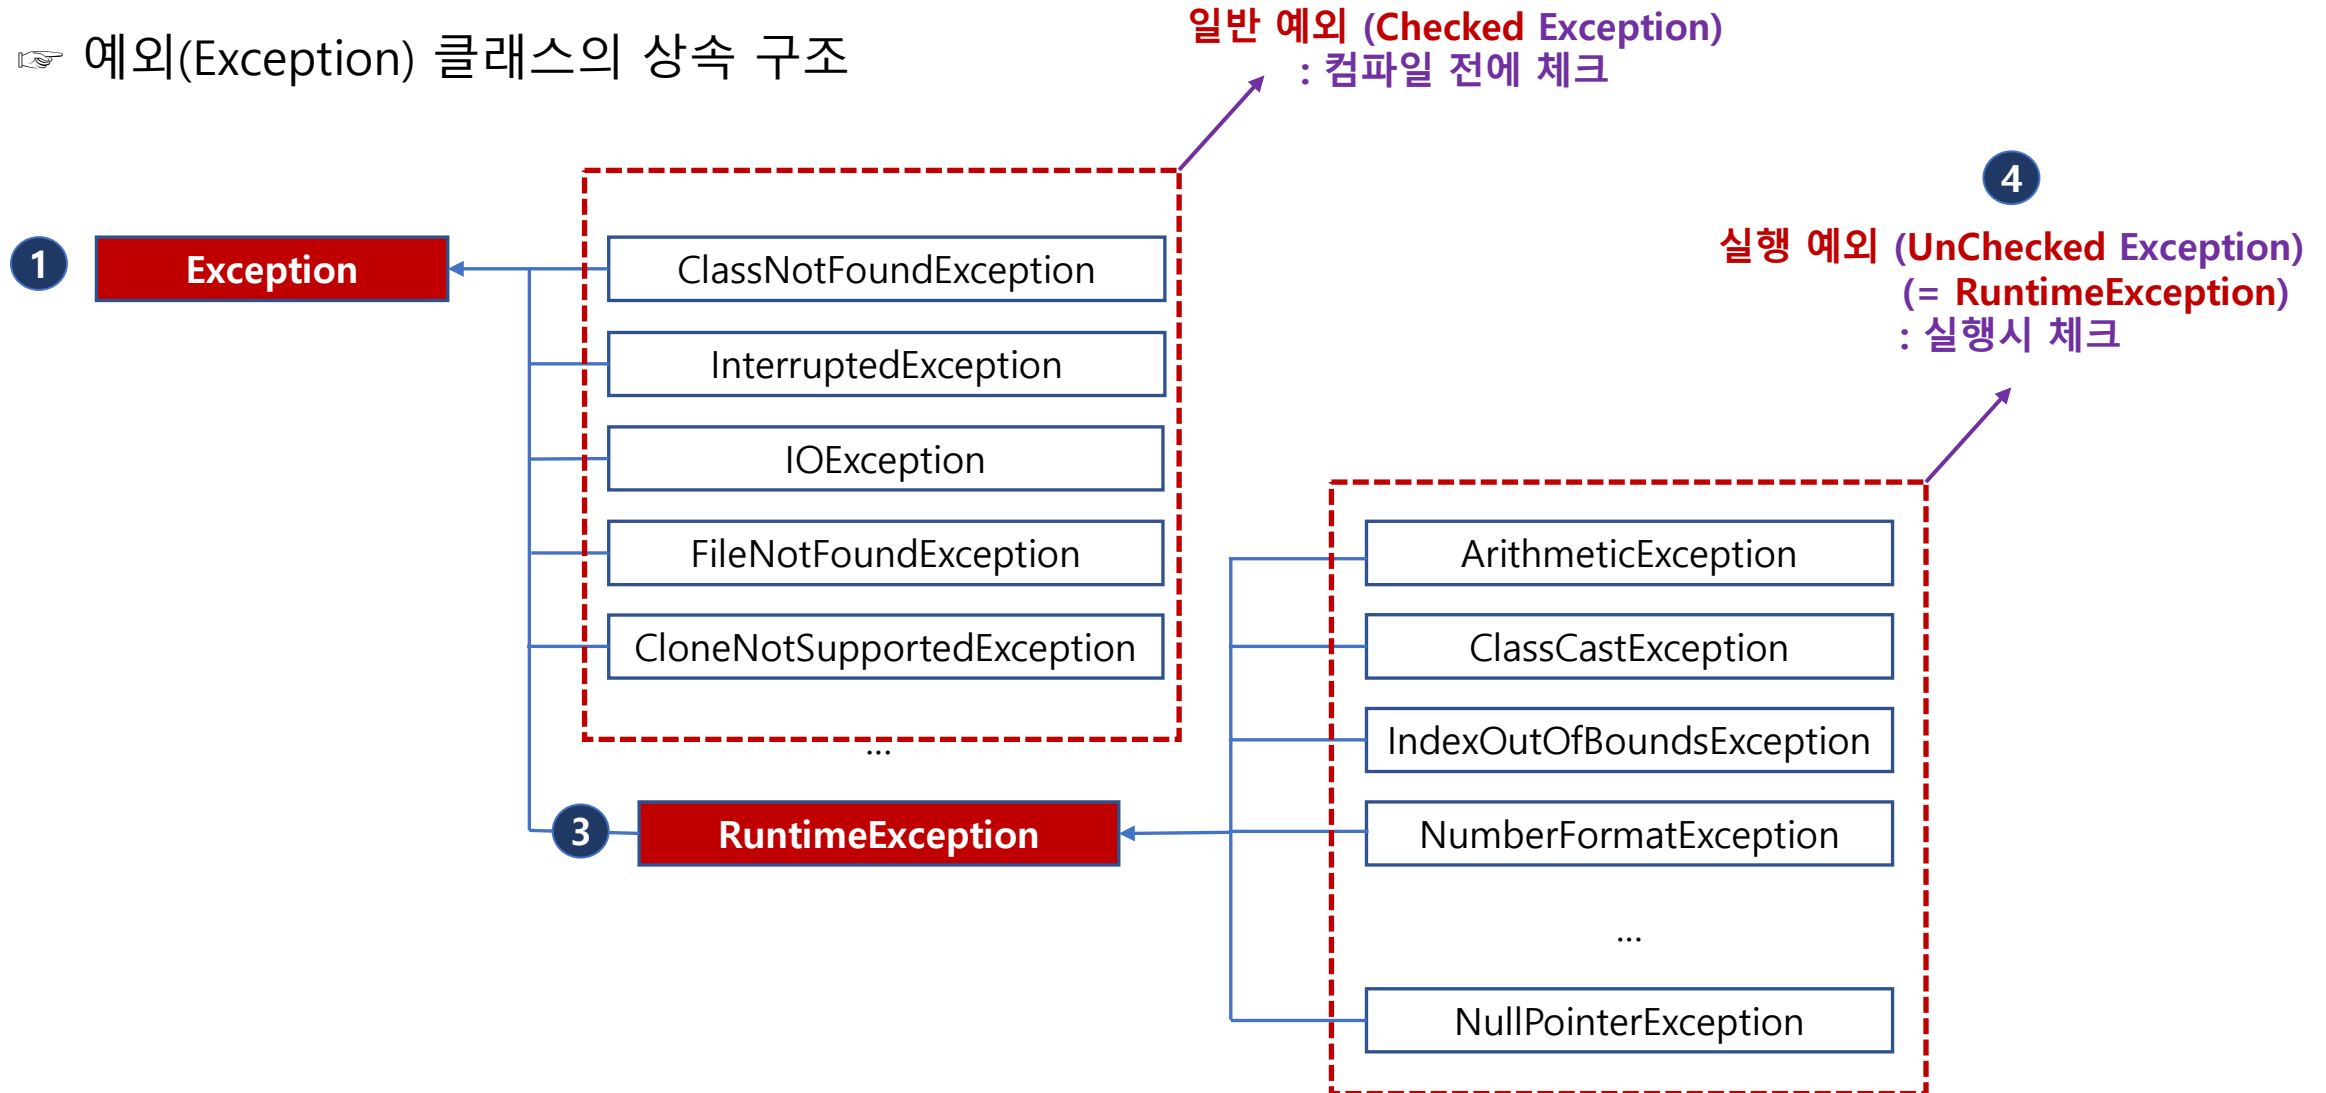 ☞ 예외(Exception) 클래스의 상속 구조
일반 예외 (Checked Exception)
: 컴파일 전에 체크
4
실행 예외 (UnChecked Exception)
(= RuntimeException)
: 실행시 체크
1
Exception
ClassNotFoundException
InterruptedException
IOException
FileNotFoundException
CloneNotSupportedException
...
3
RuntimeException
ArithmeticException
ClassCastException
IndexOutOfBoundsException
NumberFormatException
...
NullPointerException